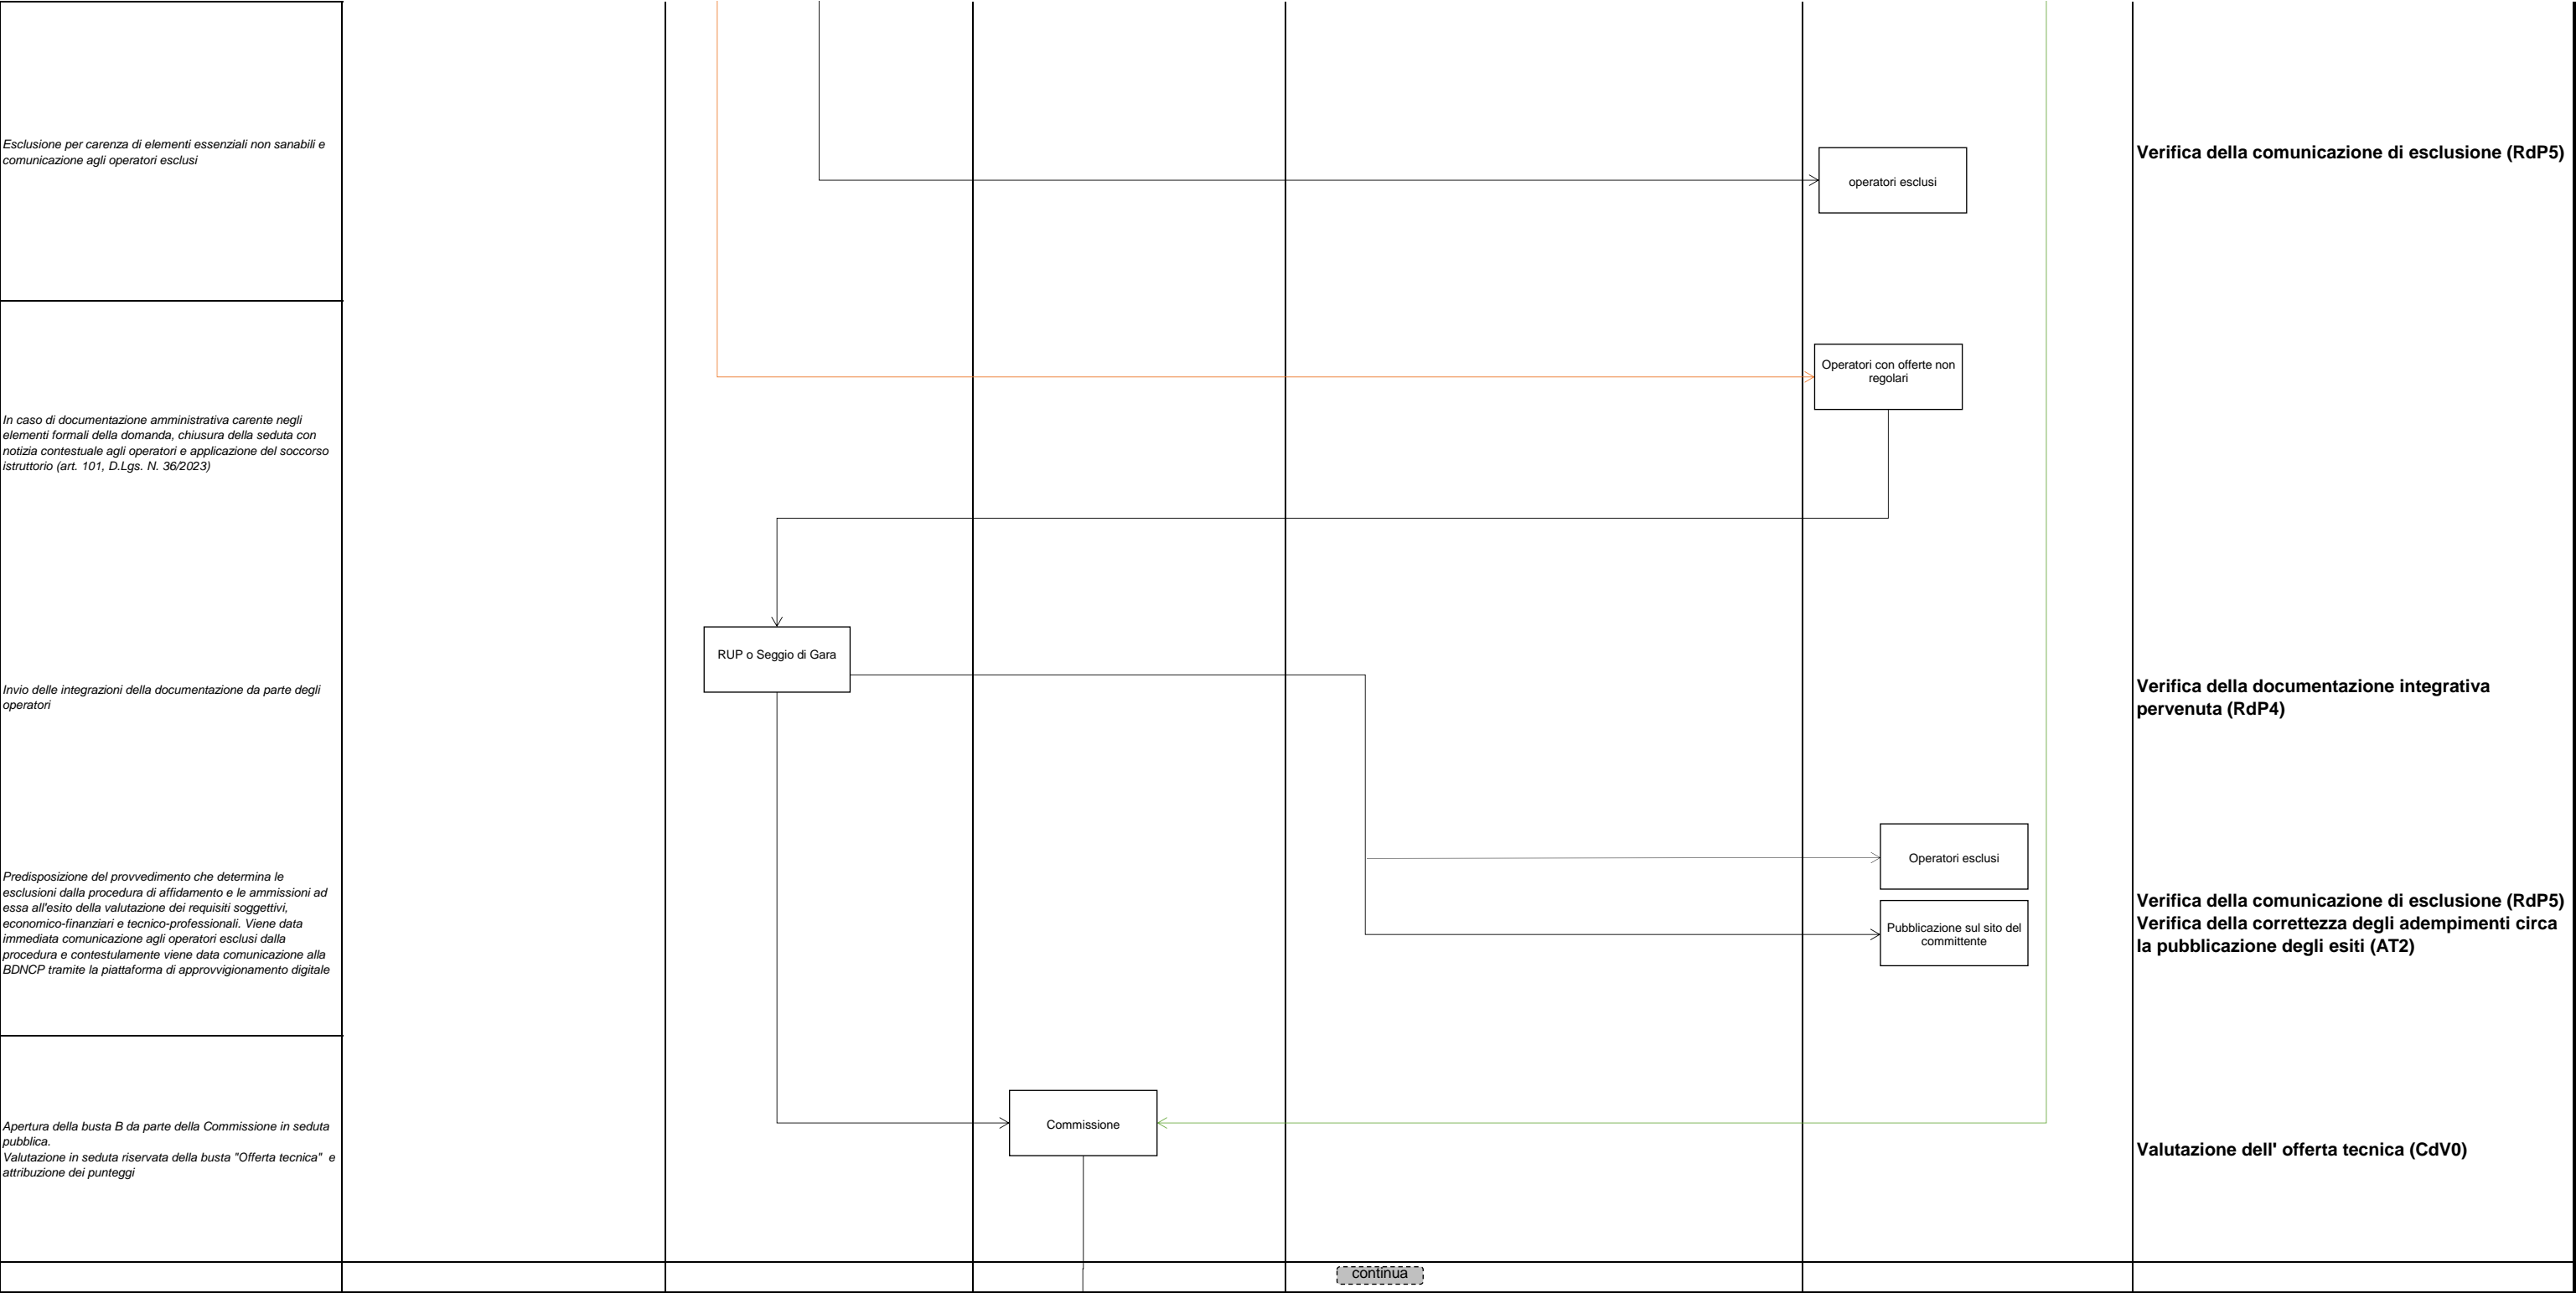 Esclusione per carenza di elementi essenziali non sanabili e
comunicazione agli operatori esclusi
operatori esclusi
Verifica della comunicazione di esclusione (RdP5)
Operatori con offerte non
regolari
In caso di documentazione amministrativa carente negli
elementi formali della domanda, chiusura della seduta con
notizia contestuale agli operatori e applicazione del soccorso
istruttorio (art. 101, D.Lgs. N. 36/2023)
RUP o Seggio di Gara
Invio delle integrazioni della documentazione da parte degli
operatori
Verifica della documentazione integrativa
pervenuta (RdP4)
Operatori esclusi
Predisposizione del provvedimento che determina le
esclusioni dalla procedura di affidamento e le ammissioni ad
essa all'esito della valutazione dei requisiti soggettivi,
economico-finanziari e tecnico-professionali. Viene data
immediata comunicazione agli operatori esclusi dalla
procedura e contestulamente viene data comunicazione alla
BDNCP tramite la piattaforma di approvvigionamento digitale
Pubblicazione sul sito del
committente
Verifica della comunicazione di esclusione (RdP5)
Verifica della correttezza degli adempimenti circa
la pubblicazione degli esiti (AT2)
Apertura della busta B da parte della Commissione in seduta
pubblica.
Valutazione in seduta riservata della busta "Offerta tecnica" e
attribuzione dei punteggi
Commissione
Valutazione dell' offerta tecnica (CdV0)
continua